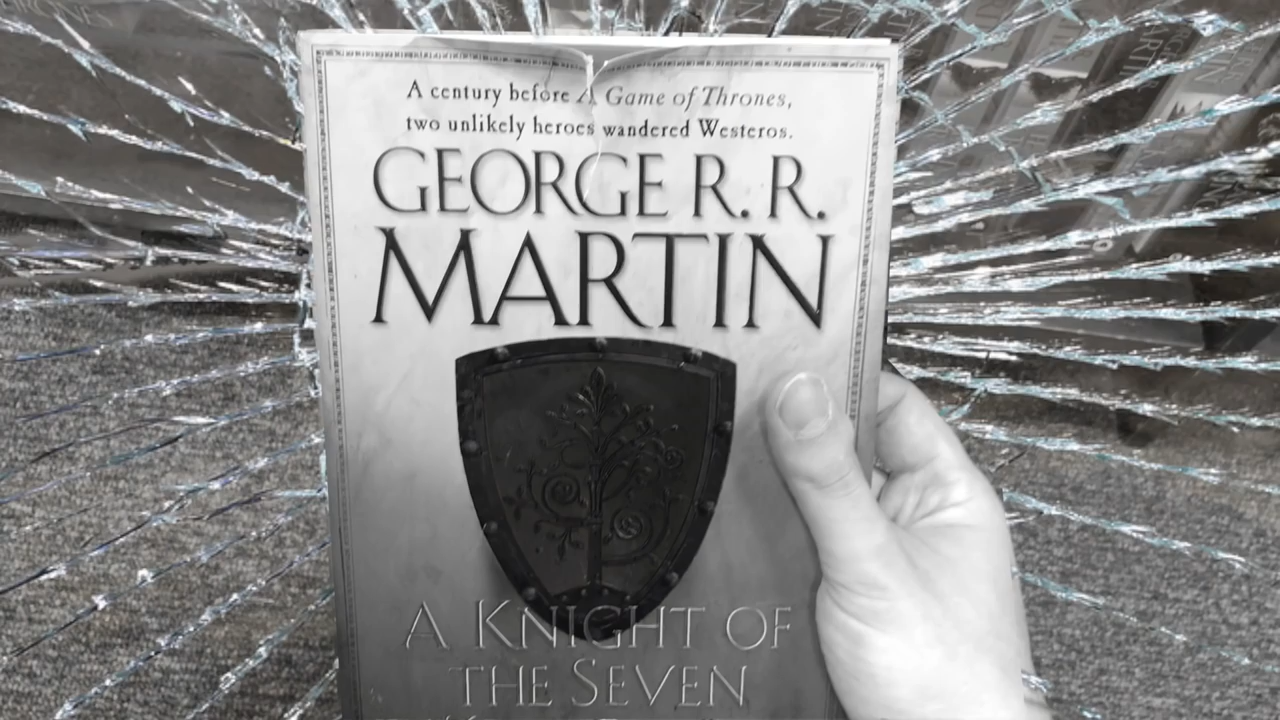 A century before A Game of Thrones,
two unlikely heroes wandered Westeros.
GEORGE R. R.
MARTIN
A KNIGHT OF
THE SEVEN